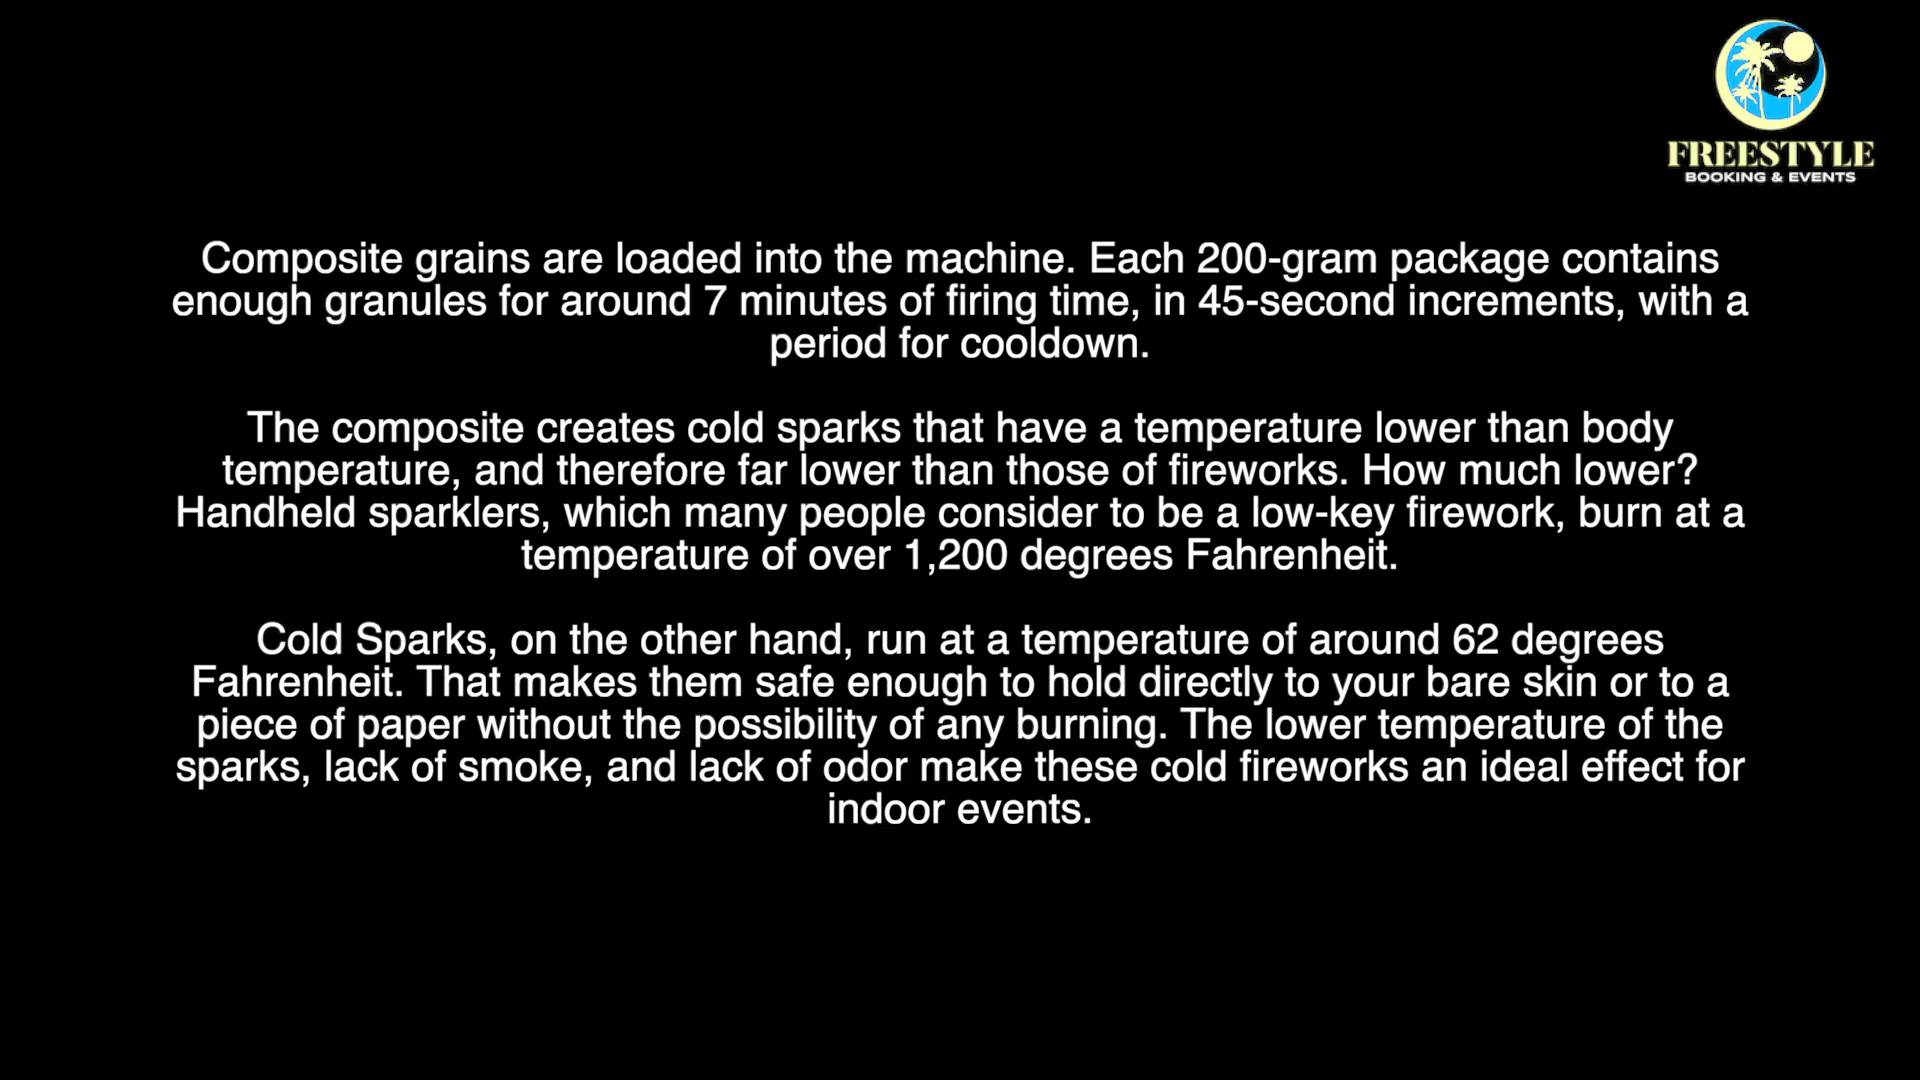 FREESTYLE
BOOKING & EVENTS
Composite grains are loaded into the machine. Each 200-gram package contains
enough granules for around 7 minutes of firing time, in 45-second increments, with a
period for cooldown.
The composite creates cold sparks that have a temperature lower than body
temperature, and therefore far lower than those of fireworks. How much lower?
Handheld sparklers, which many people consider to be a low-key firework, burn at a
temperature of over 1,200 degrees Fahrenheit.
Cold Sparks, on the other hand, run at a temperature of around 62 degrees
Fahrenheit. That makes them safe enough to hold directly to your bare skin or to a
piece of paper without the possibility of any burning. The lower temperature of the
sparks, lack of smoke, and lack of odor make these cold fireworks an ideal effect for
indoor events.